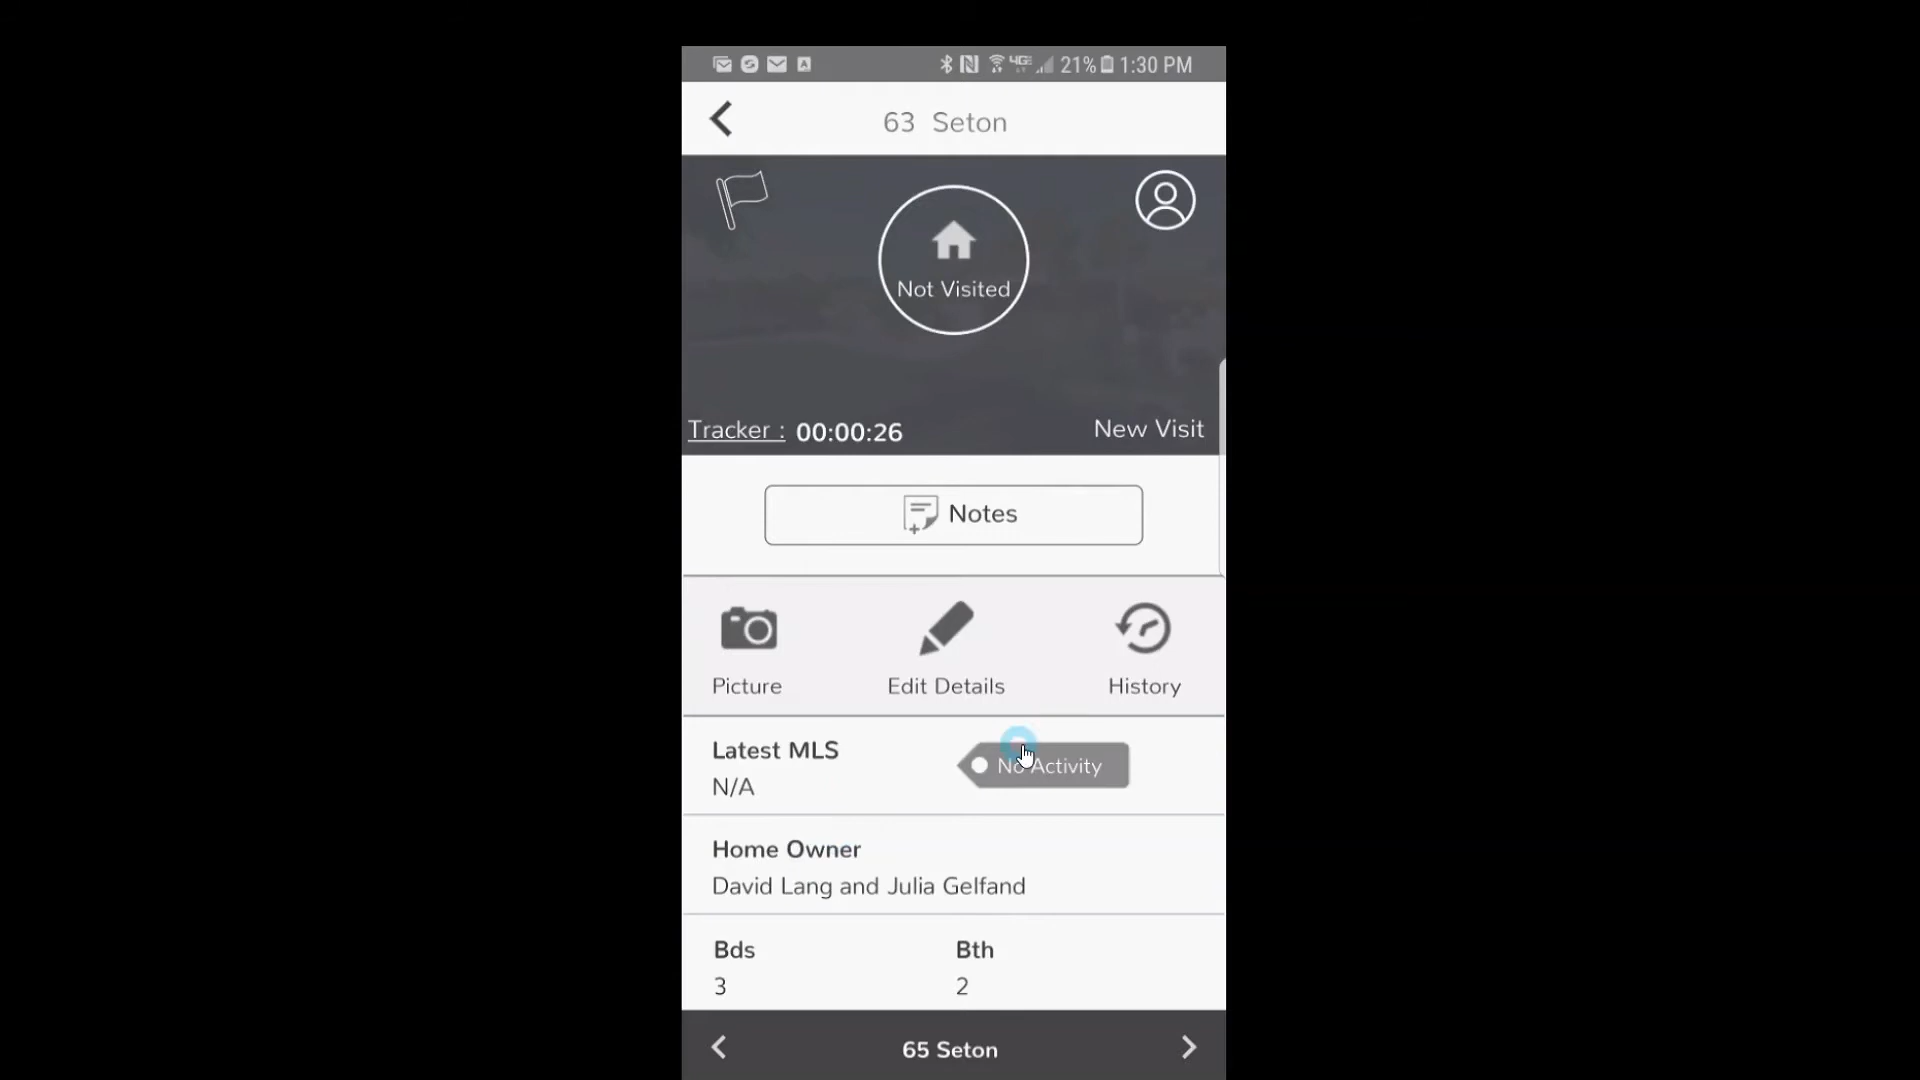 21% 1:30 PM
63 Seton
Not Visited
Tracker : 00:00:26
New Visit
Notes
Picture
Edit Details
History
Latest MLS
N/A
No Activity
Home Owner
David Lang and Julia Gelfand
Bds
Bth
3
2
65 Seton